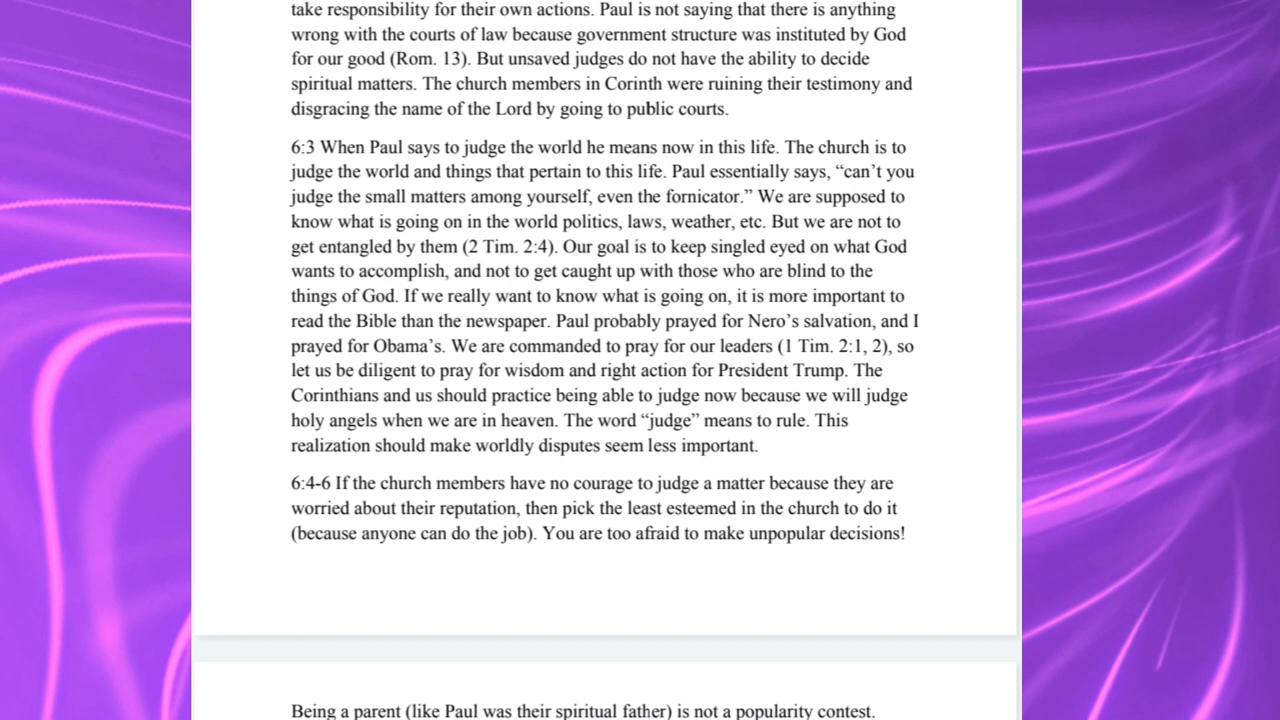 take responsibility for their own actions. Paul is not saying that there is anything
wrong with the courts of law because government structure was instituted by God
for our good (Rom. 13). But unsaved judges do not have the ability to decide
spiritual matters. The church members in Corinth were ruining their testimony and
disgracing the name of the Lord by going to public courts.
6:3 When Paul says to judge the world he means now in this life. The church is to
judge the world and things that pertain to this life. Paul essentially says, “can’t you
judge the small matters among yourself, even the fornicator.” We are supposed to
know what is going on in the world politics, laws, weather, etc. But we are not to
get entangled by them (2 Tim. 2:4). Our goal is to keep singled eyed on what God
wants to accomplish, and not to get caught up with those who are blind to the
things of God. If we really want to know what is going on, it is more important to
read the Bible than the newspaper. Paul probably prayed for Nero’s salvation, and I
prayed for Obama’s. We are commanded to pray for our leaders (1 Tim. 2:1, 2), so
let us be diligent to pray for wisdom and right action for President Trump. The
Corinthians and us should practice being able to judge now because we will judge
holy angels when we are in heaven. The word “judge” means to rule. This
realization should make worldly disputes seem less important.
6:4-6 If the church members have no courage to judge a matter because they are
worried about their reputation, then pick the least esteemed in the church to do it
(because anyone can do the job). You are too afraid to make unpopular decisions!
Being a parent (like Paul was their spiritual father) is not a popularity contest.